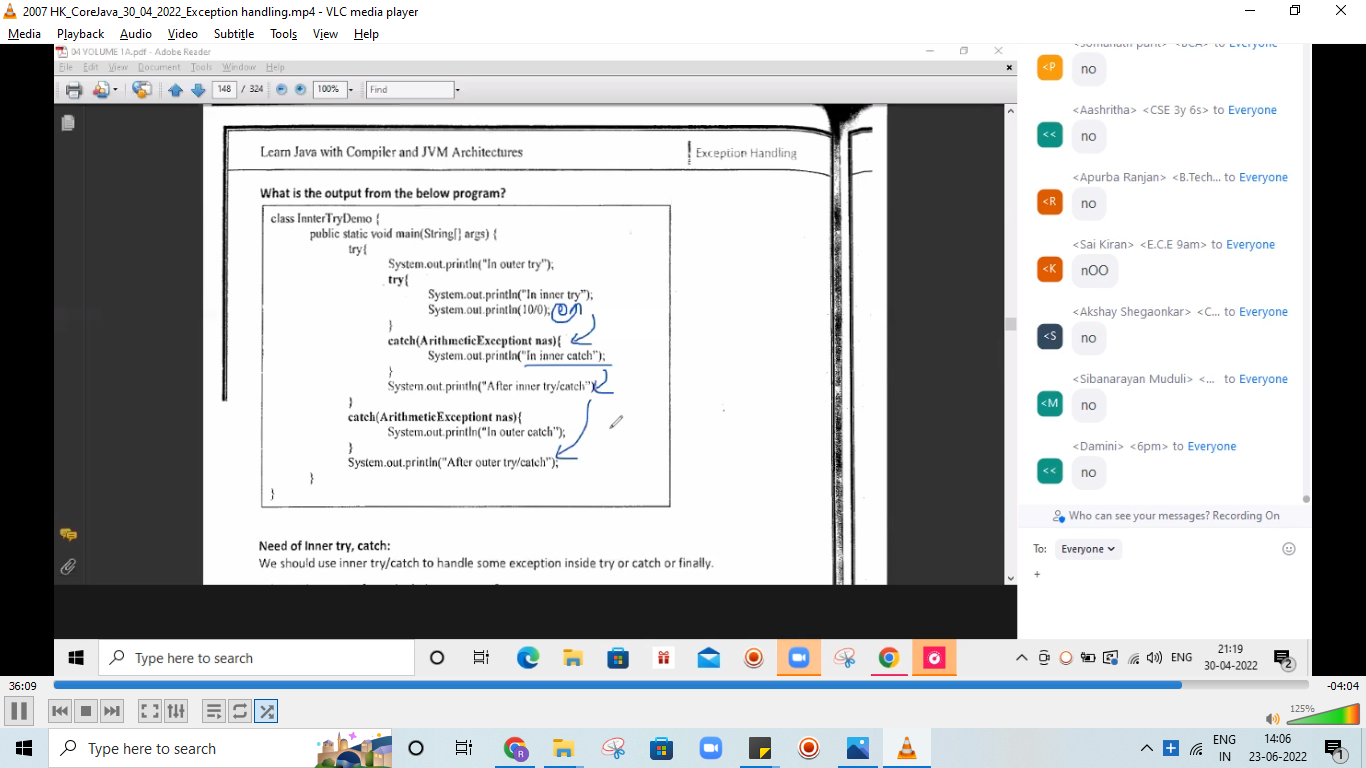 2007 HK_CoreJava_30_04_2022_Exception handling.mp4 - VLC media player
Media Playback Audio Video Subtitle Tools View Help
04 VOLUME 1A.pdf - Adobe Reader
File Edit View Document Tools Window Help
148 / 324 100% Find
Learn Java with Compiler and JVM Architectures
Exception Handling
What is the output from the below program?
class InnterTryDemo {
public static void main(String[] args) {
try{
System.out.println("In outer try");
try{
System.out.println("In inner try");
System.out.println(10/0);
}
catch(ArithmeticExceptiont nas){
System.out.println("In inner catch");
}
System.out.println("After inner try/catch")
}
catch(ArithmeticExceptiont nas){
System.out.println("In outer catch");
}
System.out.println("After outer try/catch");
}
}
Need of Inner try, catch:
We should use inner try/catch to handle some exception inside try or catch or finally.
to Everyone
<P
no
<Aashritha> <CSE 3y 6s> to Everyone
<<
no
<Apurba Ranjan> <B.Tech... to Everyone
<R
no
<Sai Kiran> <E.C.E 9am> to Everyone
<K
nOO
<Akshay Shegaonkar> <C... to Everyone
<S
no
<Sibanarayan Muduli> <... to Everyone
<M
no
<Damini> <6pm> to Everyone
<<
no
Who can see your messages? Recording On
To: Everyone
Type here to search
ENG
21:19
30-04-2022
2
36:09
-04:04
125%
Type here to search
R
ENG
IN
14:06
23-06-2022
1